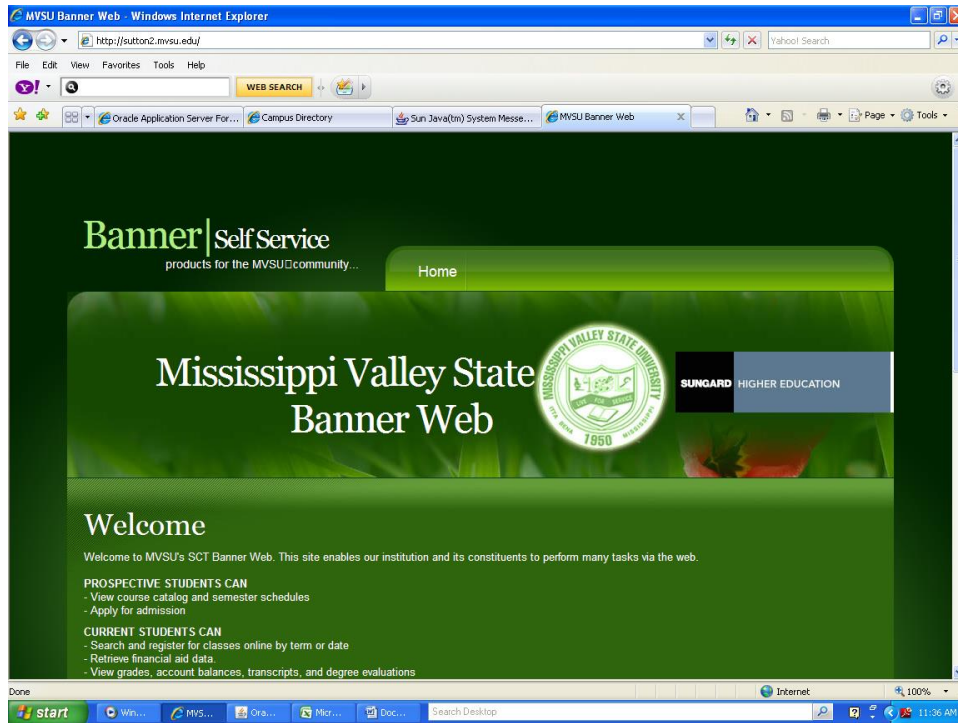 MVSU Banner Web - Windows Internet Explorer
http://sutton2.mvsu.edu/
Yahoo! Search
File Edit View Favorites Tools Help
Y! WEB SEARCH
Oracle Application Server For... Campus Directory Sun Java(tm) System Messe... MVSU Banner Web X Page Tools
Banner|Self Service
products for the MVSU□community...
Home
Mississippi Valley State
Banner Web
MISSISSIPPI VALLEY STATE UNIVERSITY
LIVE FOR SERVICE
ITTA BENA MISSISSIPPI
1950
SUNGARD HIGHER EDUCATION
Welcome
Welcome to MVSU's SCT Banner Web. This site enables our institution and its constituents to perform many tasks via the web.
PROSPECTIVE STUDENTS CAN
- View course catalog and semester schedules
- Apply for admission
CURRENT STUDENTS CAN
- Search and register for classes online by term or date
- Retrieve financial aid data.
- View grades, account balances, transcripts, and degree evaluations
Done Internet 100%
start Win... MVS... Ora... Micr... Doc... Search Desktop 11:36 AM